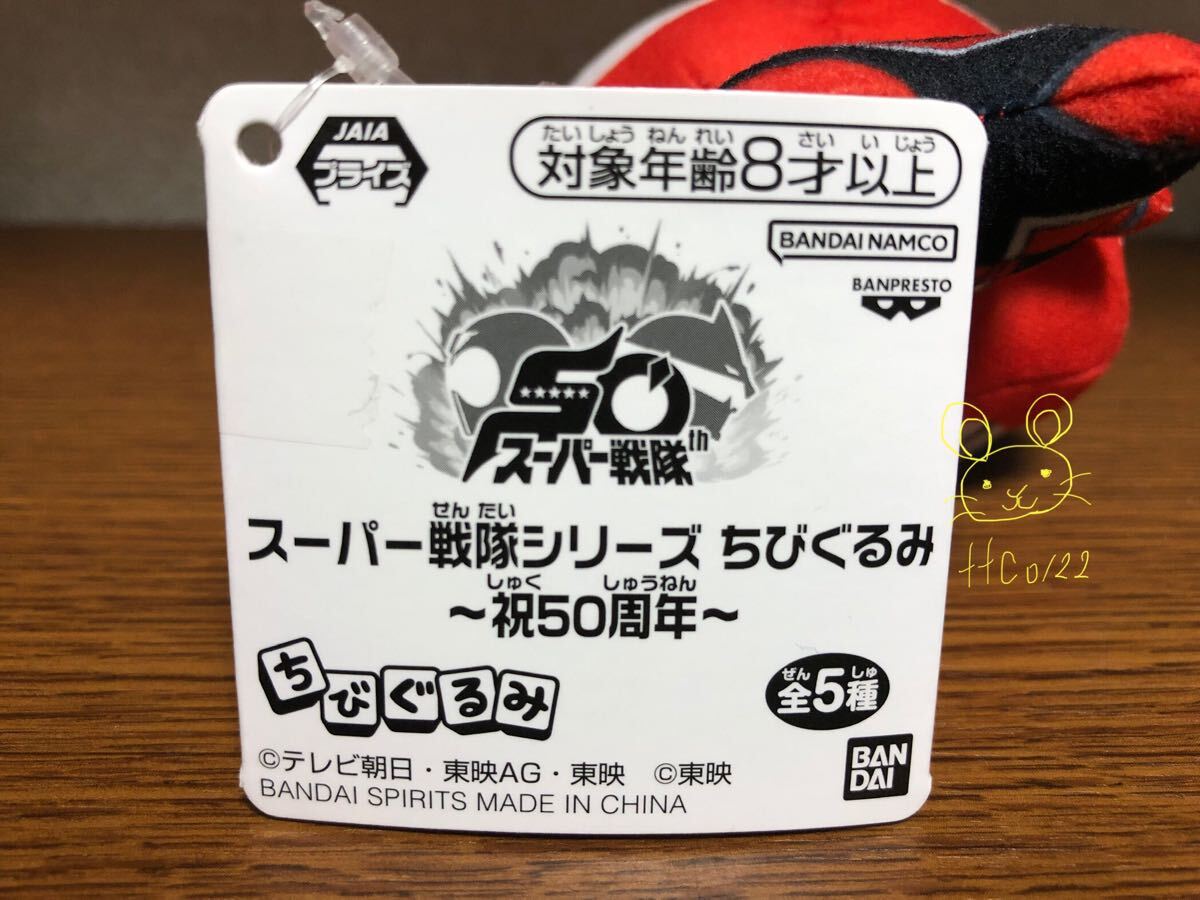 JAIA
プライズ
たいしょうねんれい さいいじょう
対象年齢8才以上
BANDAI NAMCO
BANPRESTO
50th
スーパー戦隊
せんたい
スーパー戦隊シリーズ ちびぐるみ
しゅく しゅうねん
～祝50周年～
ちびぐるみ
ぜん しゅ
全5種
©テレビ朝日・東映AG・東映 ©東映
BANDAI SPIRITS MADE IN CHINA
BAN
DAI
HCO122